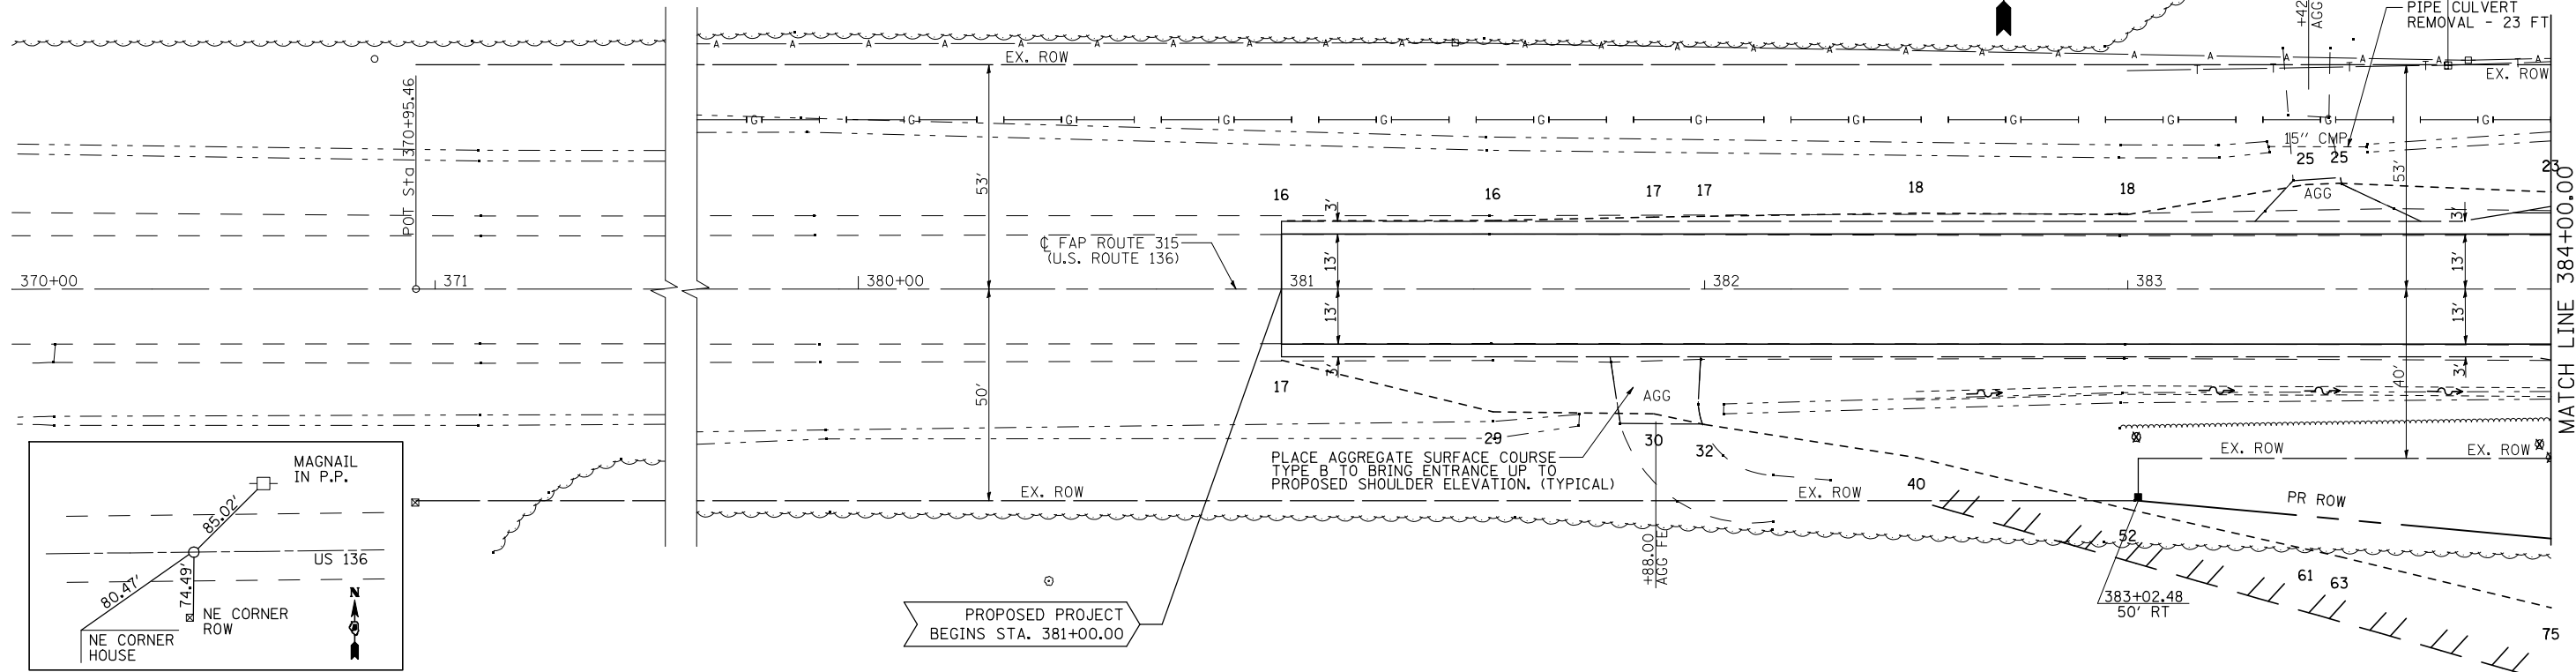 +42
AGG
PIPE CULVERT
REMOVAL - 23 FT
A A A A A A A A A A A A A A A A A A A A
EX. ROW
T T T T
EX. ROW
POT Sta 370+95.46
53'
G G G G G G G G G G G G
15'' CMP
25 25
53'
23
16 16 17 17 18 18
AGG
3'
3'
℄ FAP ROUTE 315
(U.S. ROUTE 136)
13'
13'
370+00
371
380+00
381
382
383
13'
13'
MATCH LINE 384+00.00
3'
3'
17
50'
40'
AGG
29
30
32
PLACE AGGREGATE SURFACE COURSE
TYPE B TO BRING ENTRANCE UP TO
PROPOSED SHOULDER ELEVATION. (TYPICAL)
EX. ROW
EX. ROW
EX. ROW
EX. ROW
40
PR ROW
52
+88.00
AGG FE
61 63
75
383+02.48
50' RT
PROPOSED PROJECT
BEGINS STA. 381+00.00
MAGNAIL
IN P.P.
85.02'
US 136
80.47'
74.49'
N
NE CORNER
ROW
NE CORNER
HOUSE